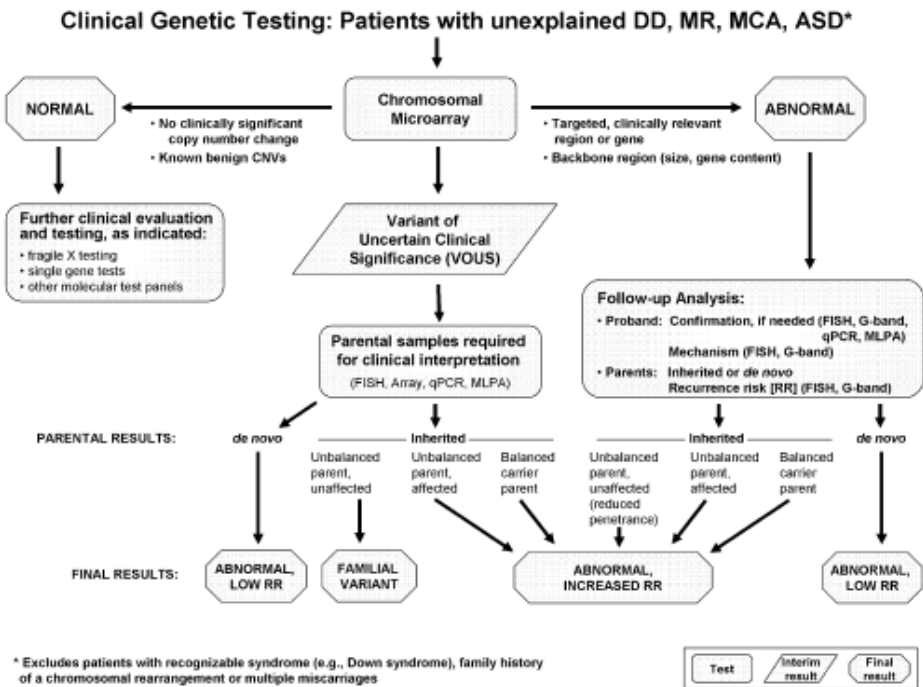 Clinical Genetic Testing: Patients with unexplained DD, MR, MCA, ASD*
NORMAL
Chromosomal
Microarray
ABNORMAL
• No clinically significant
copy number change
• Known benign CNVs
• Targeted, clinically relevant
region or gene
• Backbone region (size, gene content)
Further clinical evaluation
and testing, as indicated:
• fragile X testing
• single gene tests
• other molecular test panels
Variant of
Uncertain Clinical
Significance (VOUS)
Parental samples required
for clinical interpretation
(FISH, Array, qPCR, MLPA)
Follow-up Analysis:
• Proband: Confirmation, if needed (FISH, G-band,
qPCR, MLPA)
Mechanism (FISH, G-band)
• Parents: Inherited or de novo
Recurrence risk [RR] (FISH, G-band)
PARENTAL RESULTS:
de novo
Inherited
Unbalanced
parent,
unaffected
Unbalanced
parent,
affected
Balanced
carrier
parent
Inherited
Unbalanced
parent,
unaffected
(reduced
penetrance)
Unbalanced
parent,
affected
Balanced
carrier
parent
de novo
FINAL RESULTS:
ABNORMAL,
LOW RR
FAMILIAL
VARIANT
ABNORMAL,
INCREASED RR
ABNORMAL,
LOW RR
* Excludes patients with recognizable syndrome (e.g., Down syndrome), family history
of a chromosomal rearrangement or multiple miscarriages
Test
Interim
result
Final
result